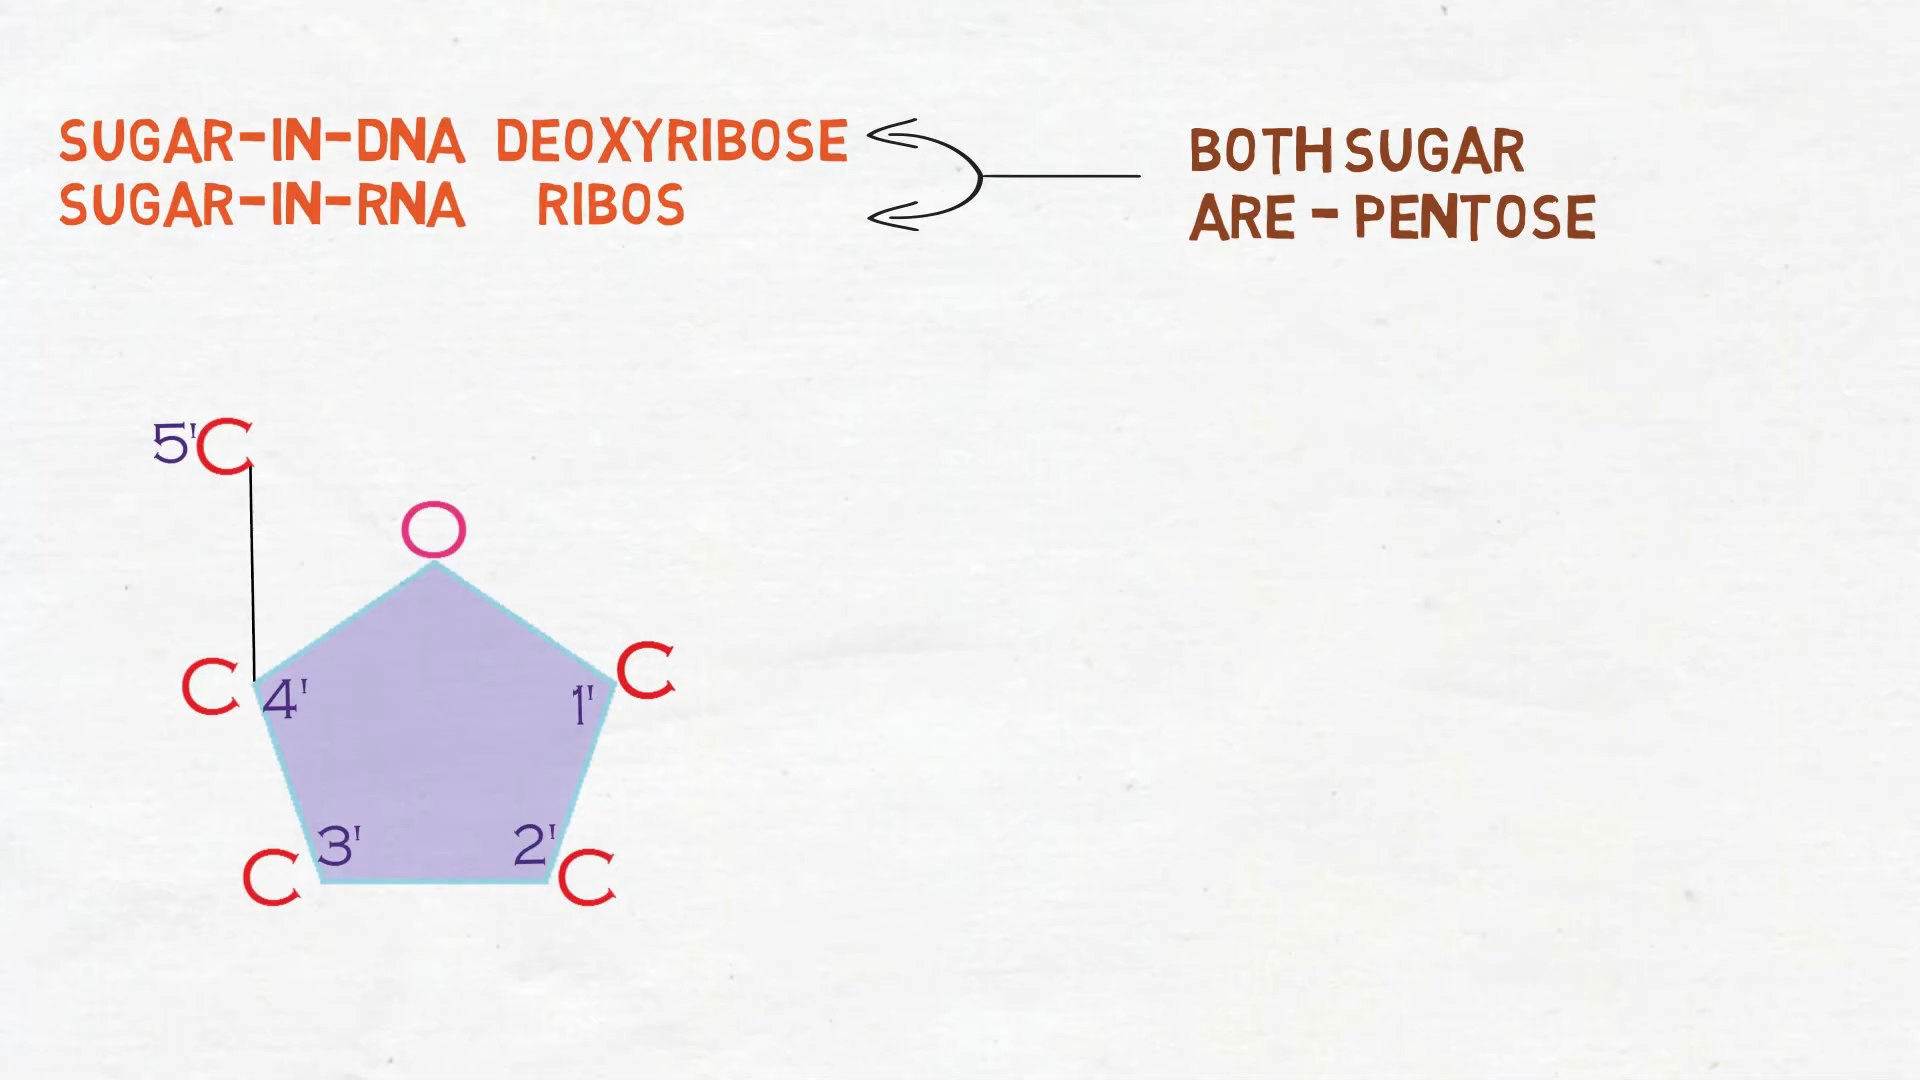 SUGAR-IN-DNA DEOXYRIBOSE
SUGAR-IN-RNA RIBOS
BOTH SUGAR
ARE - PENTOSE
5'C
O
C 4' 1' C
C 3' 2' C